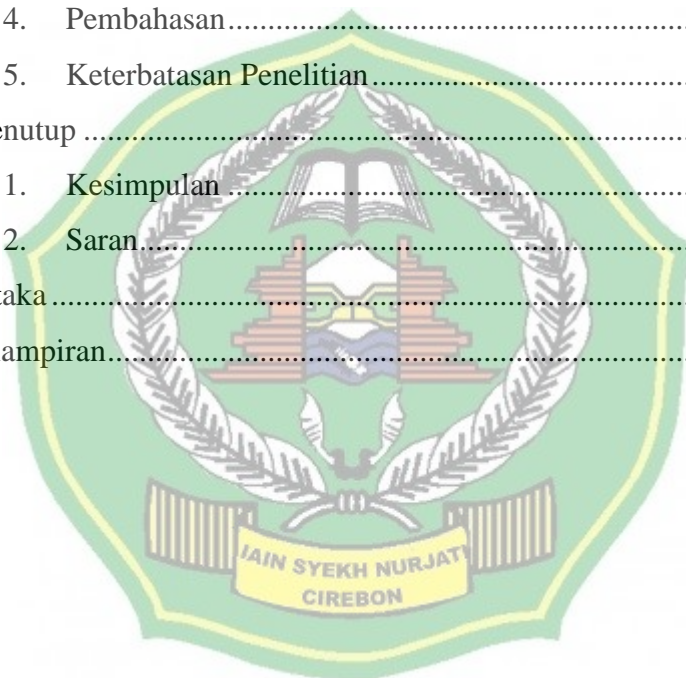 4. Pembahasan................................................................
5. Keterbatasan Penelitian..........................................
enutup ................................................................................
1. Kesimpulan ................................................................
2. Saran................................................................
taka ................................................................................
ampiran................................................................................
IAIN SYEKH NURJATI
CIREBON